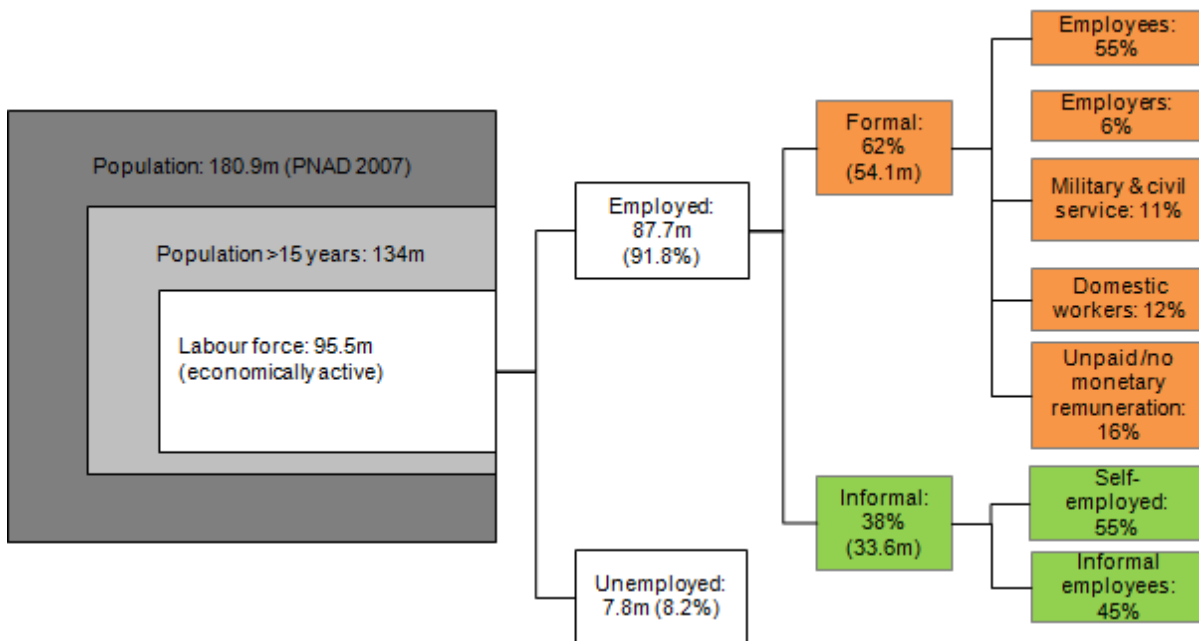 Population: 180.9m (PNAD 2007)
Population >15 years: 134m
Labour force: 95.5m
(economically active)
Employed:
87.7m
(91.8%)
Unemployed:
7.8m (8.2%)
Formal:
62%
(54.1m)
Informal:
38%
(33.6m)
Employees:
55%
Employers:
6%
Military & civil
service: 11%
Domestic
workers: 12%
Unpaid/no
monetary
remuneration:
16%
Self-
employed:
55%
Informal
employees:
45%